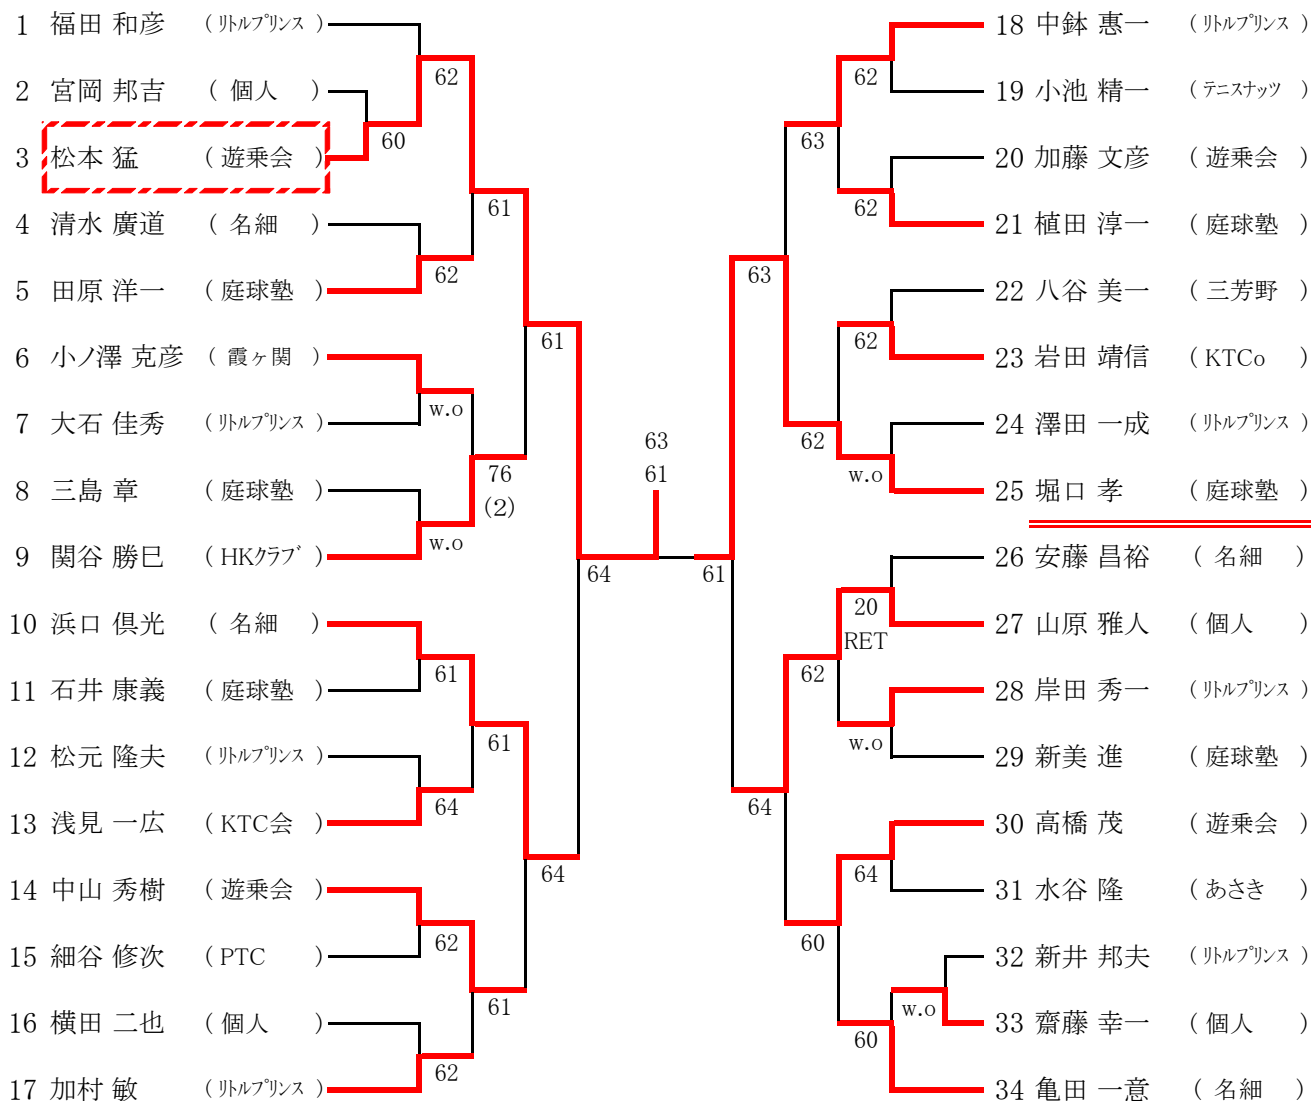 1 福田 和彦 (リトルプリンス)
2 宮岡 邦吉 (個人)
3 松本 猛 (遊乗会)
4 清水 廣道 (名細)
5 田原 洋一 (庭球塾)
6 小ノ澤 克彦 (霞ヶ関)
7 大石 佳秀 (リトルプリンス)
8 三島 章 (庭球塾)
9 関谷 勝巳 (HKクラブ)
10 浜口 倶光 (名細)
11 石井 康義 (庭球塾)
12 松元 隆夫 (リトルプリンス)
13 浅見 一広 (KTC会)
14 中山 秀樹 (遊乗会)
15 細谷 修次 (PTC)
16 横田 二也 (個人)
17 加村 敏 (リトルプリンス)
62
60
61
62
61
w.o
76
(2)
w.o
64
61
61
64
64
62
61
62
63
61
61
62
63
62
63
62
62
w.o
20
RET
62
w.o
64
64
60
w.o
60
18 中鉢 惠一 (リトルプリンス)
19 小池 精一 (テニスナッツ)
20 加藤 文彦 (遊乗会)
21 植田 淳一 (庭球塾)
22 八谷 美一 (三芳野)
23 岩田 靖信 (KTCo)
24 澤田 一成 (リトルプリンス)
25 堀口 孝 (庭球塾)
26 安藤 昌裕 (名細)
27 山原 雅人 (個人)
28 岸田 秀一 (リトルプリンス)
29 新美 進 (庭球塾)
30 高橋 茂 (遊乗会)
31 水谷 隆 (あさき)
32 新井 邦夫 (リトルプリンス)
33 齋藤 幸一 (個人)
34 亀田 一意 (名細)